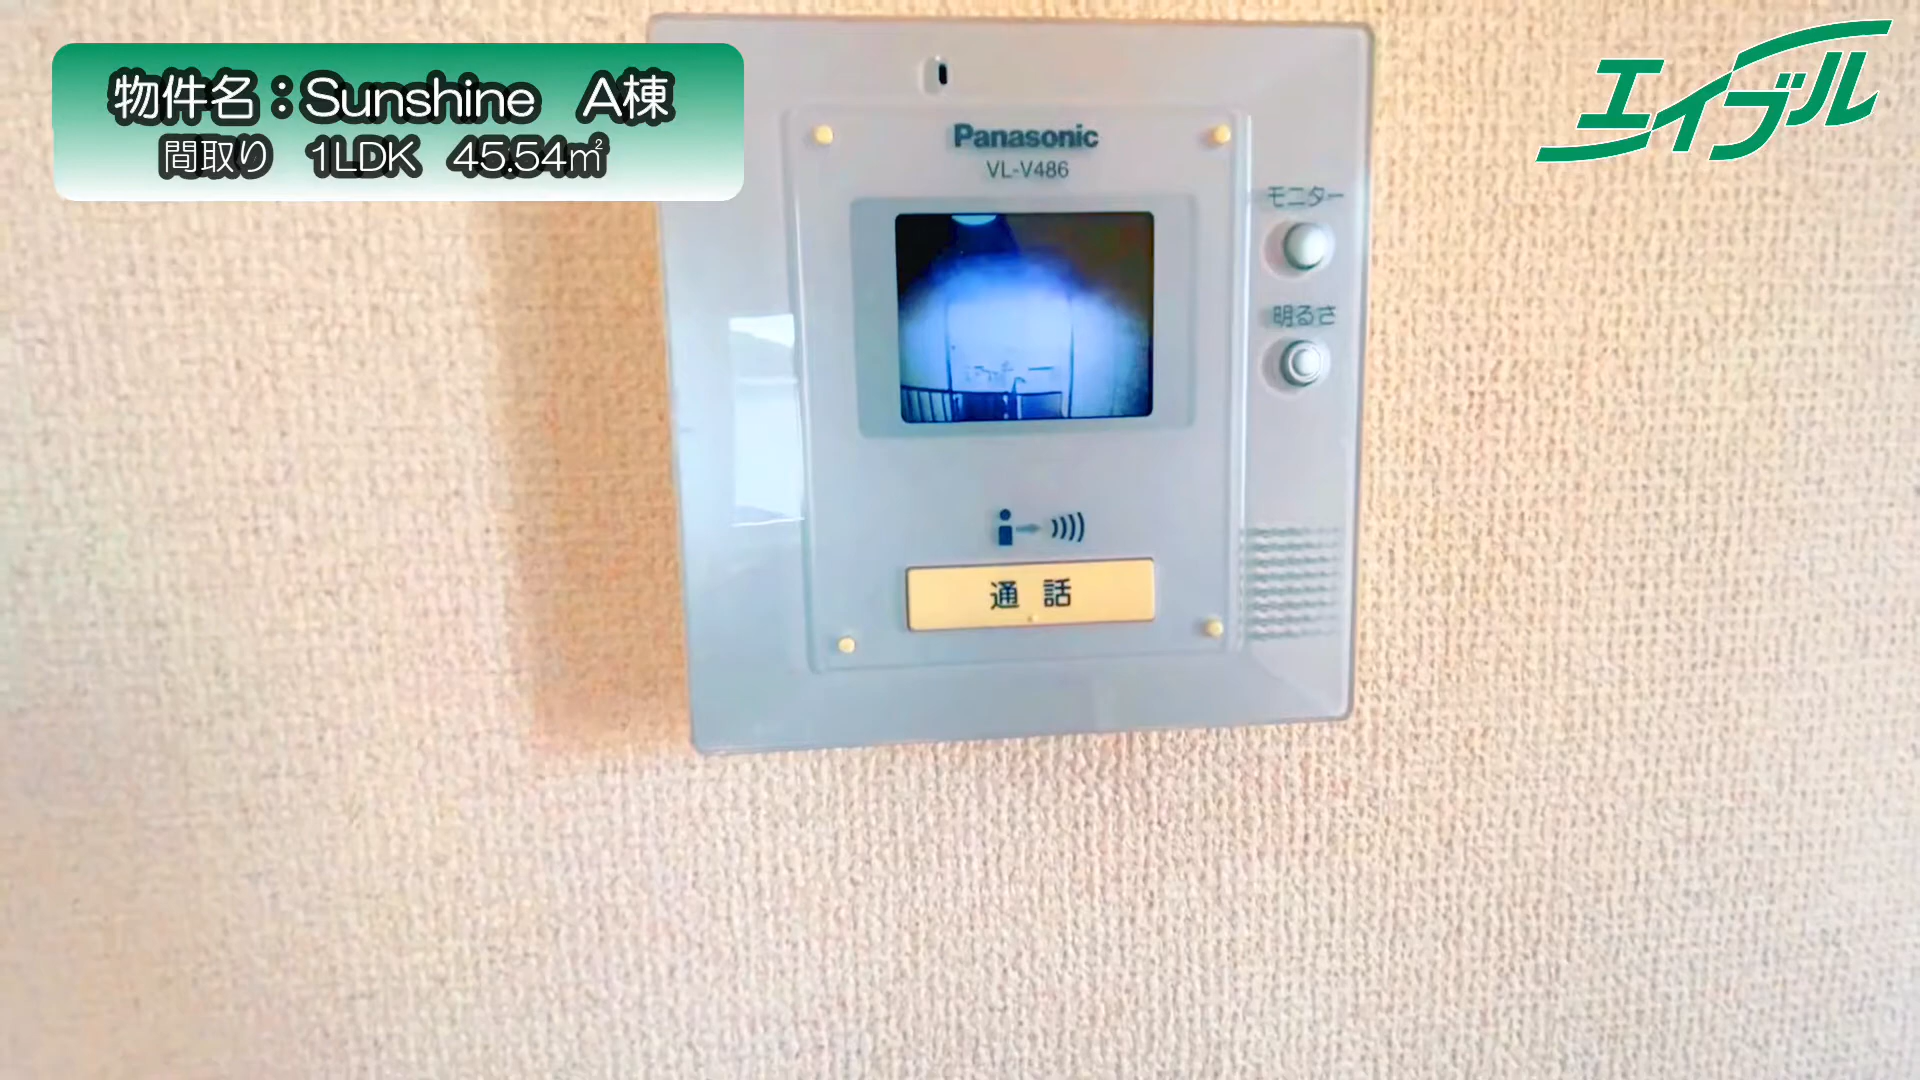 物件名：Sunshine　A棟
間取り　1LDK　45.54㎡
エイブル
Panasonic
VL-V486
モニター
明るさ
通話